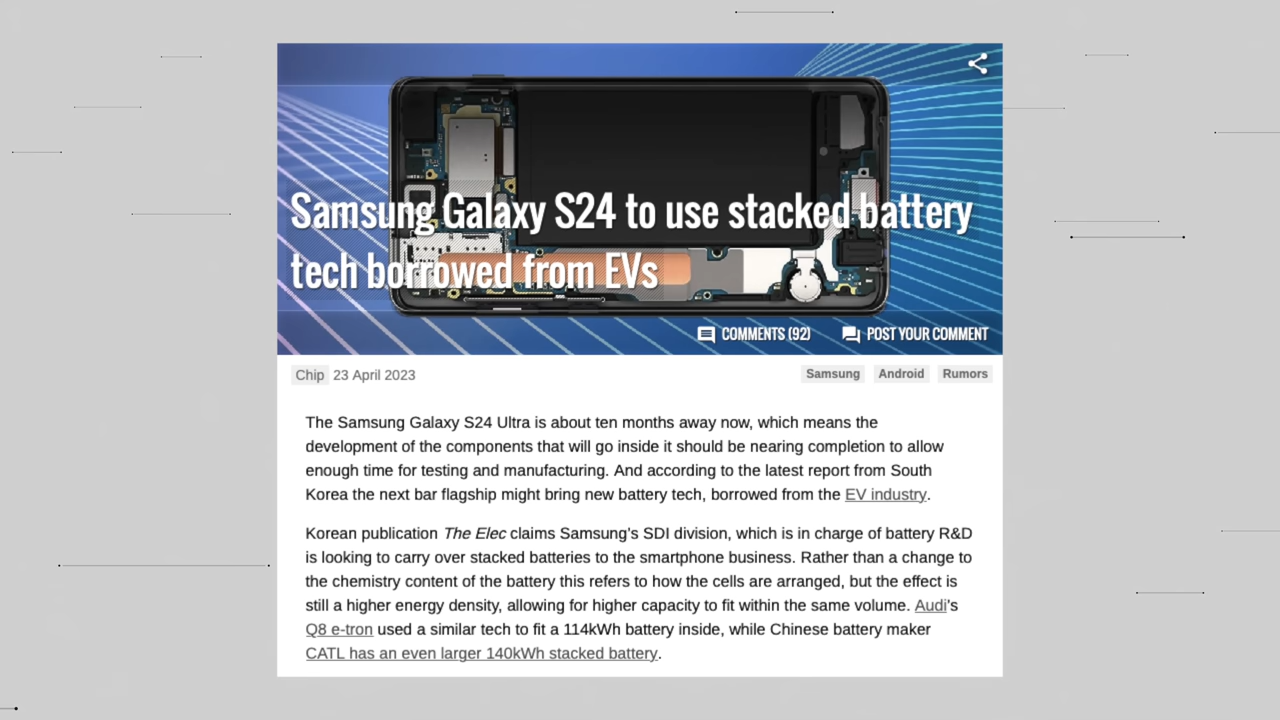 Samsung Galaxy S24 to use stacked battery
tech borrowed from EVs
COMMENTS (92) POST YOUR COMMENT
Chip 23 April 2023 Samsung Android Rumors
The Samsung Galaxy S24 Ultra is about ten months away now, which means the
development of the components that will go inside it should be nearing completion to allow
enough time for testing and manufacturing. And according to the latest report from South
Korea the next bar flagship might bring new battery tech, borrowed from the EV industry.
Korean publication The Elec claims Samsung's SDI division, which is in charge of battery R&D
is looking to carry over stacked batteries to the smartphone business. Rather than a change to
the chemistry content of the battery this refers to how the cells are arranged, but the effect is
still a higher energy density, allowing for higher capacity to fit within the same volume. Audi's
Q8 e-tron used a similar tech to fit a 114kWh battery inside, while Chinese battery maker
CATL has an even larger 140kWh stacked battery.